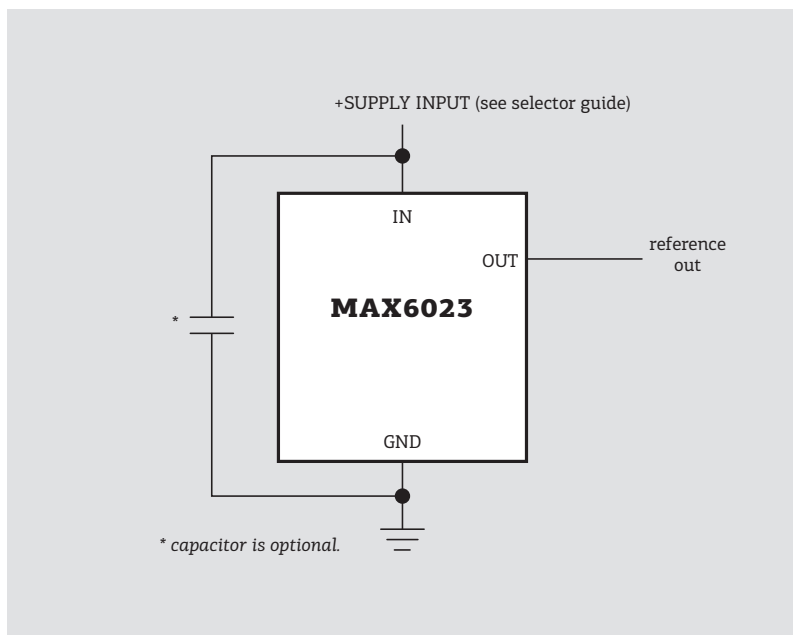 +SUPPLY INPUT (see selector guide)
IN
OUT
reference
out
MAX6023
*
GND
* capacitor is optional.